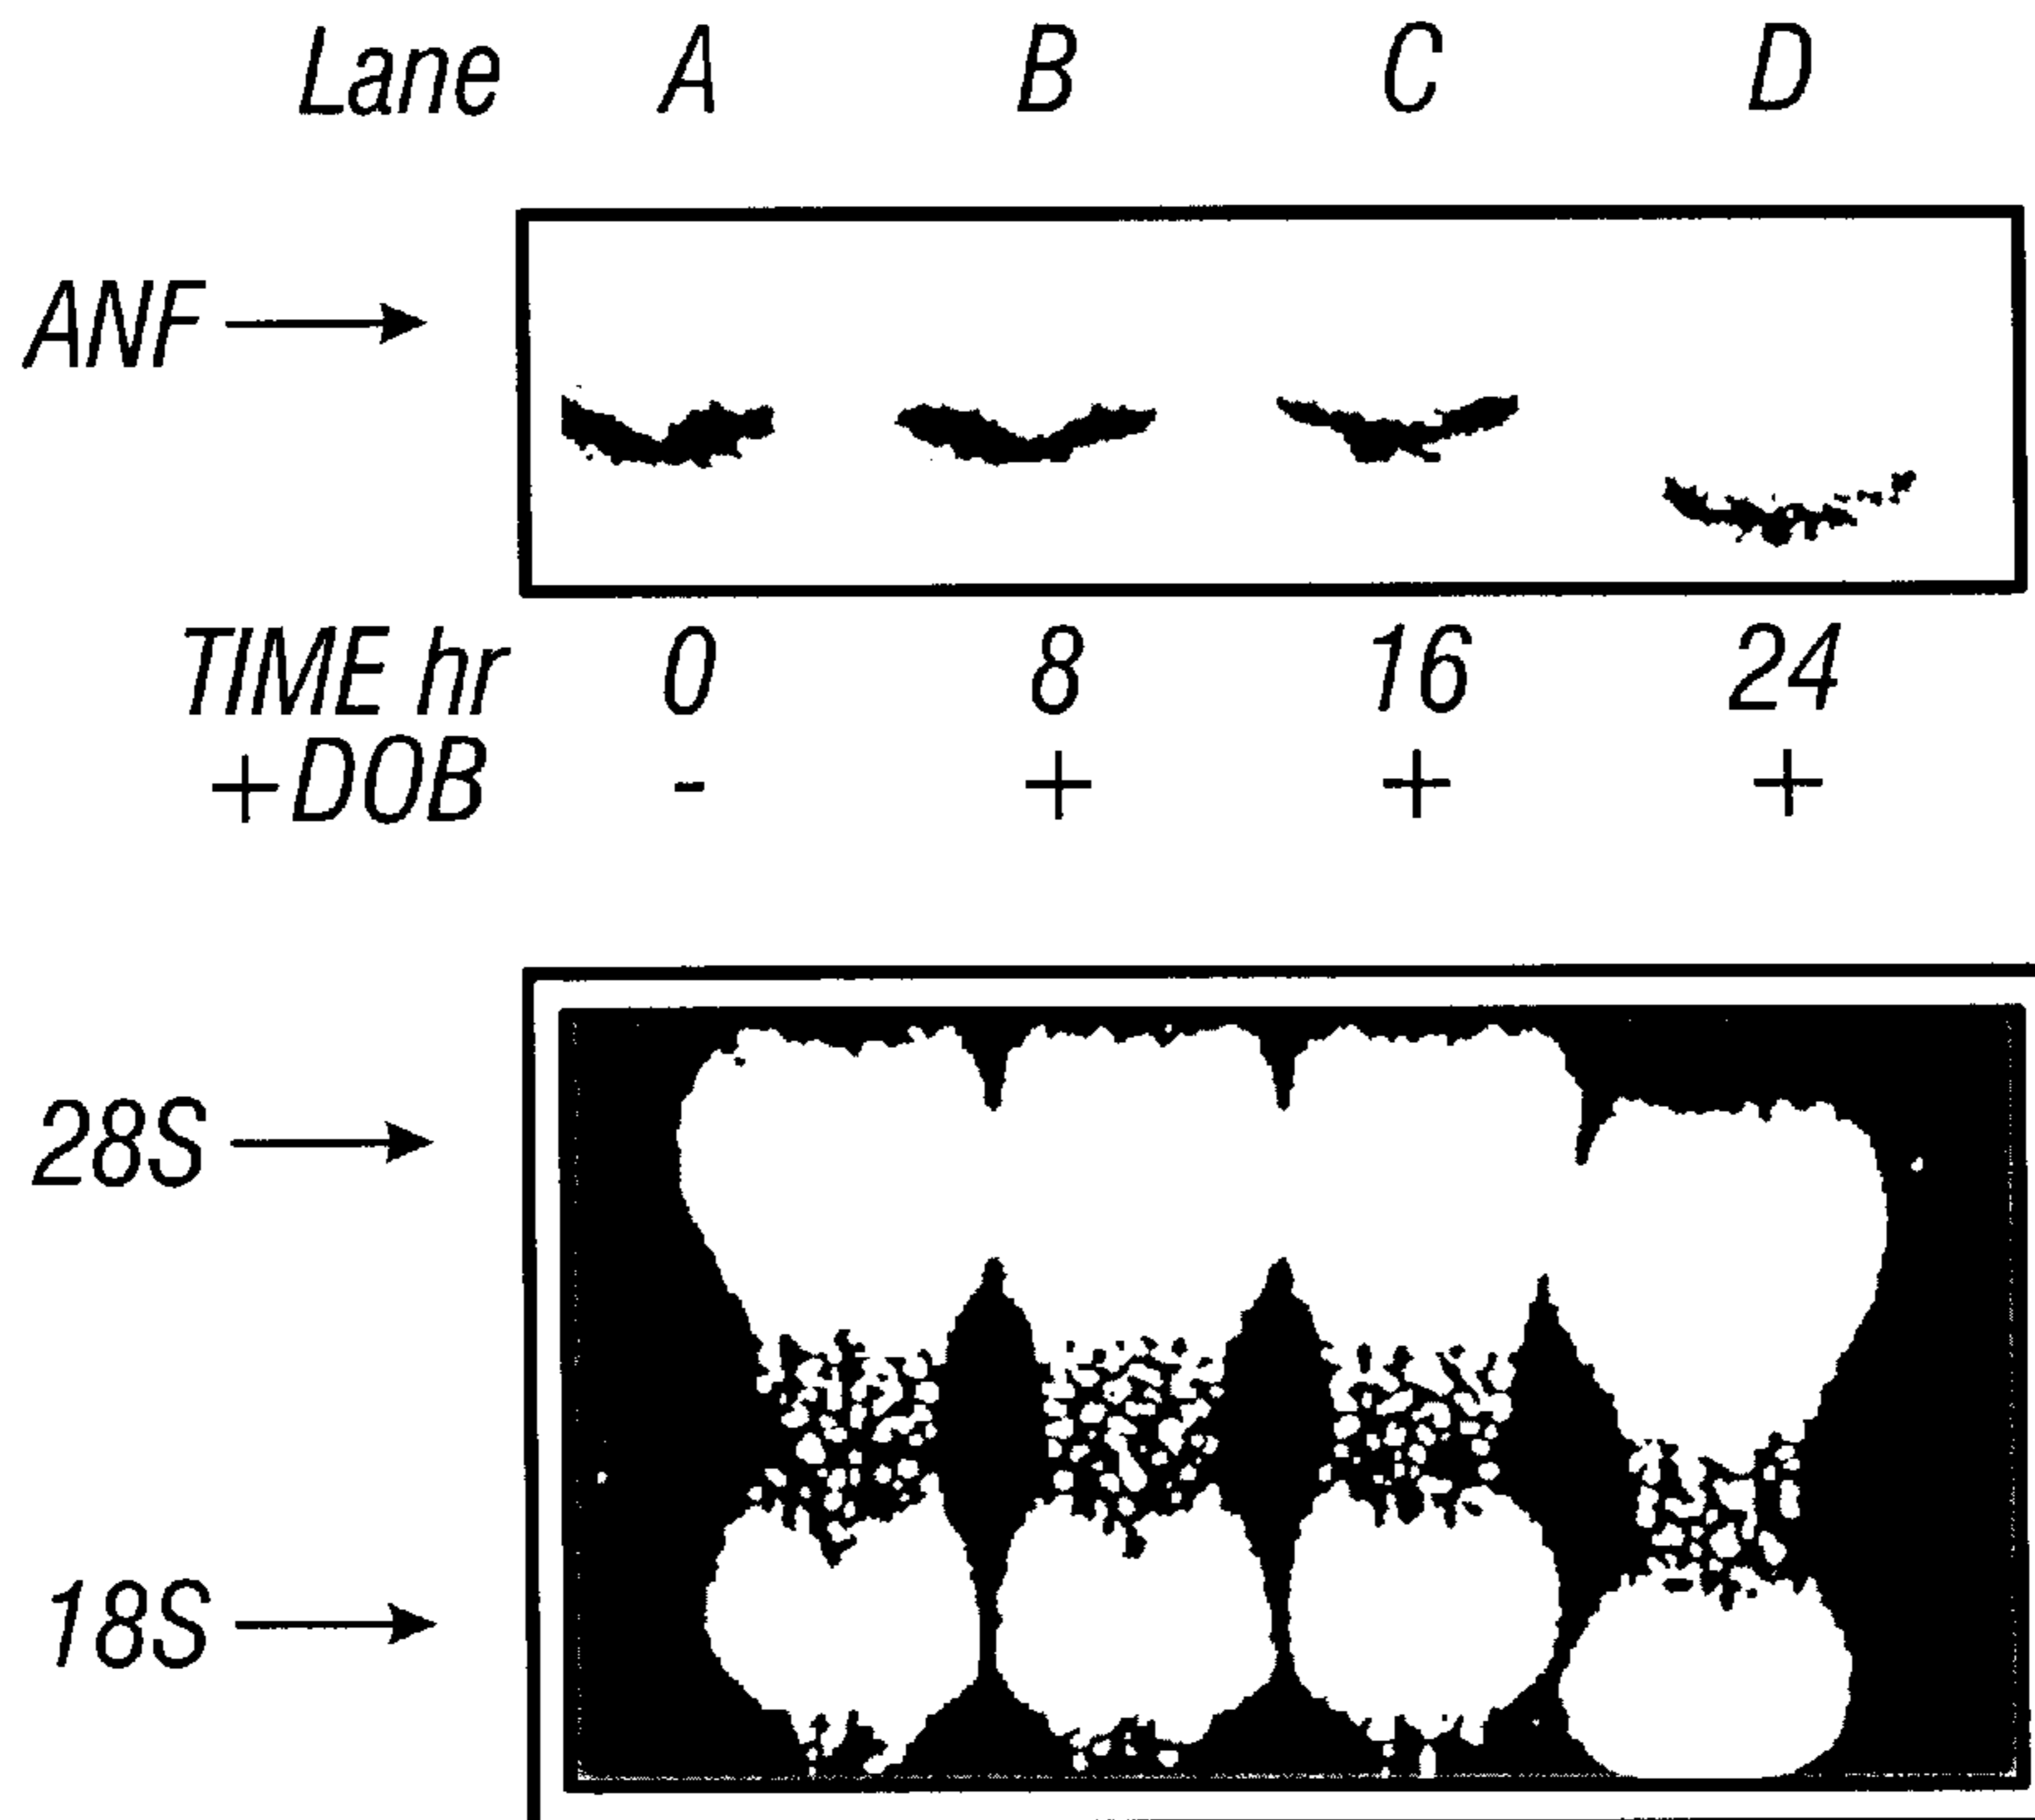 Lane A B C D
ANF
TIME hr 0 8 16 24
+DOB - + + +
28S
18S